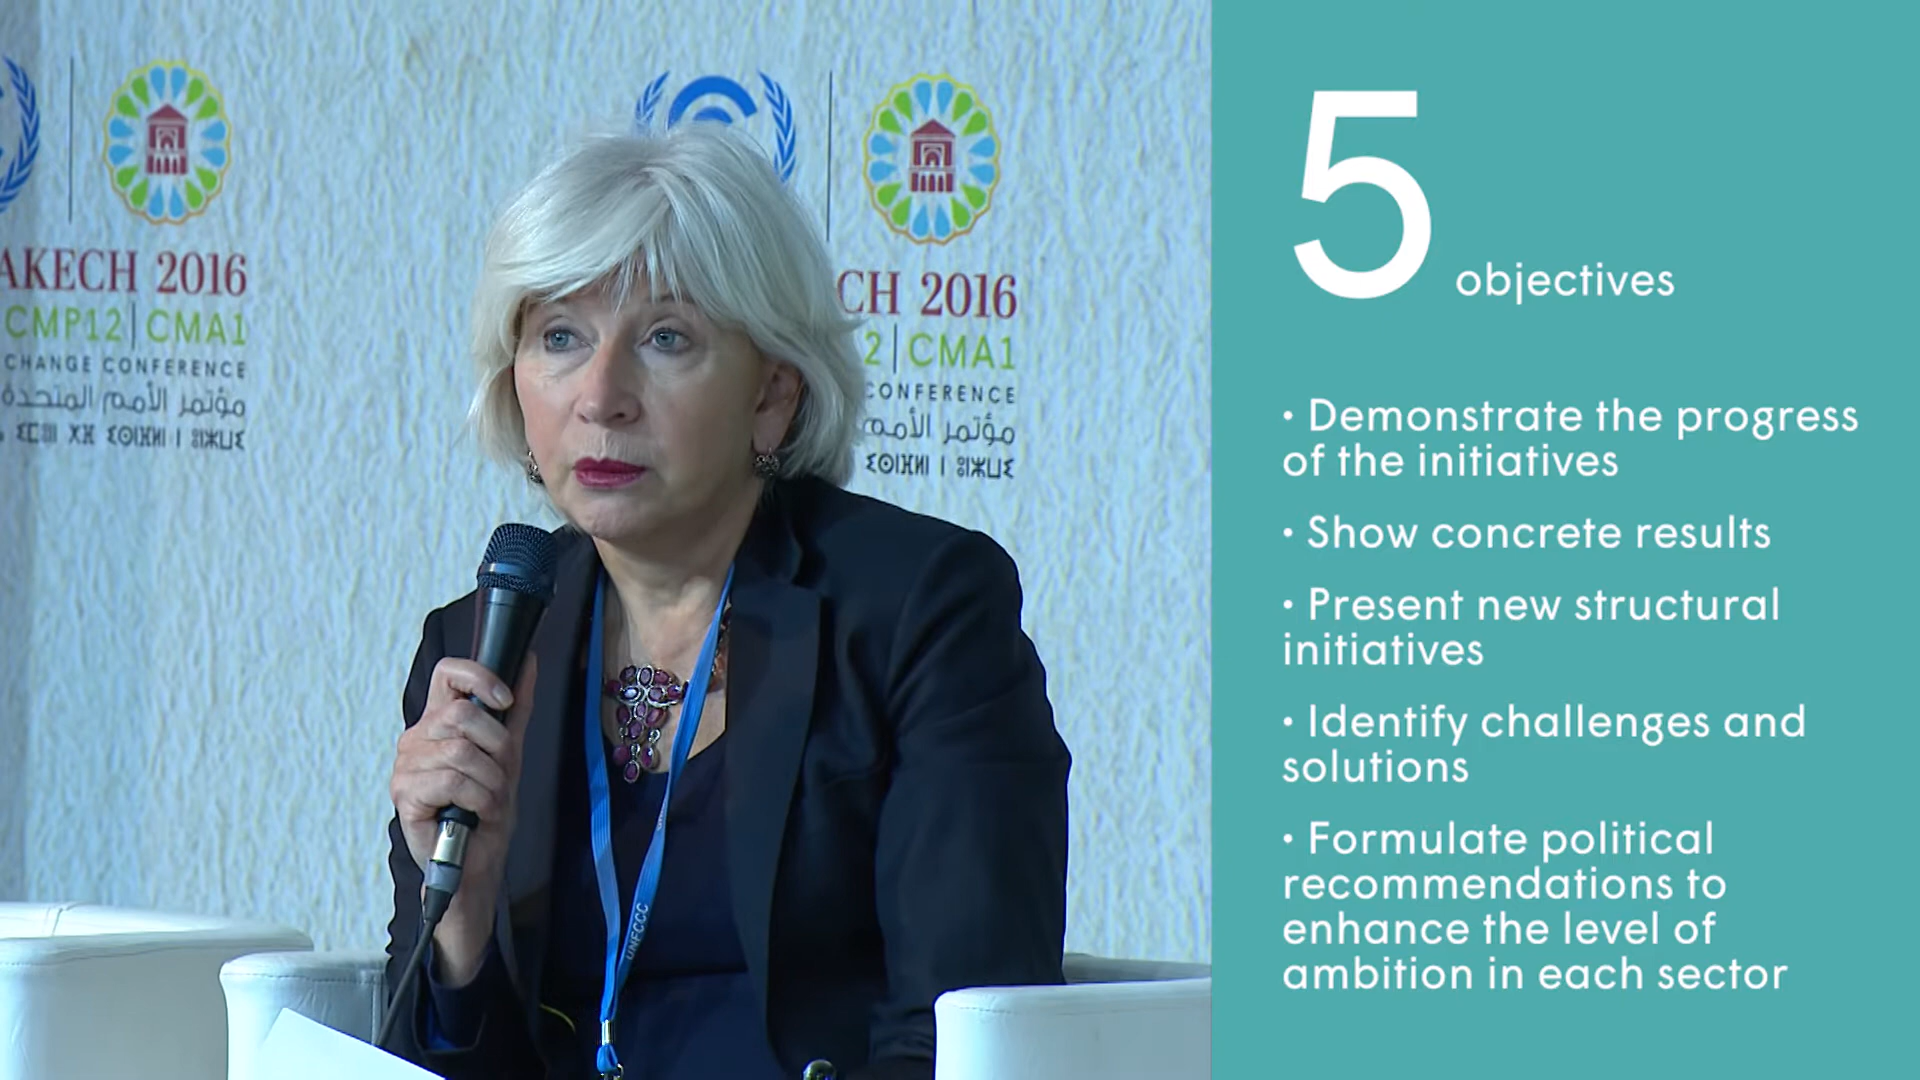 AKECH 2016
CMP12 | CMA1
CHANGE CONFERENCE
مؤتمر الأمم المتحدة
CH 2016
2 | CMA1
CONFERENCE
مؤتمر الأمم
UNFCCC
5 objectives
• Demonstrate the progress
of the initiatives
• Show concrete results
• Present new structural
initiatives
• Identify challenges and
solutions
• Formulate political
recommendations to
enhance the level of
ambition in each sector